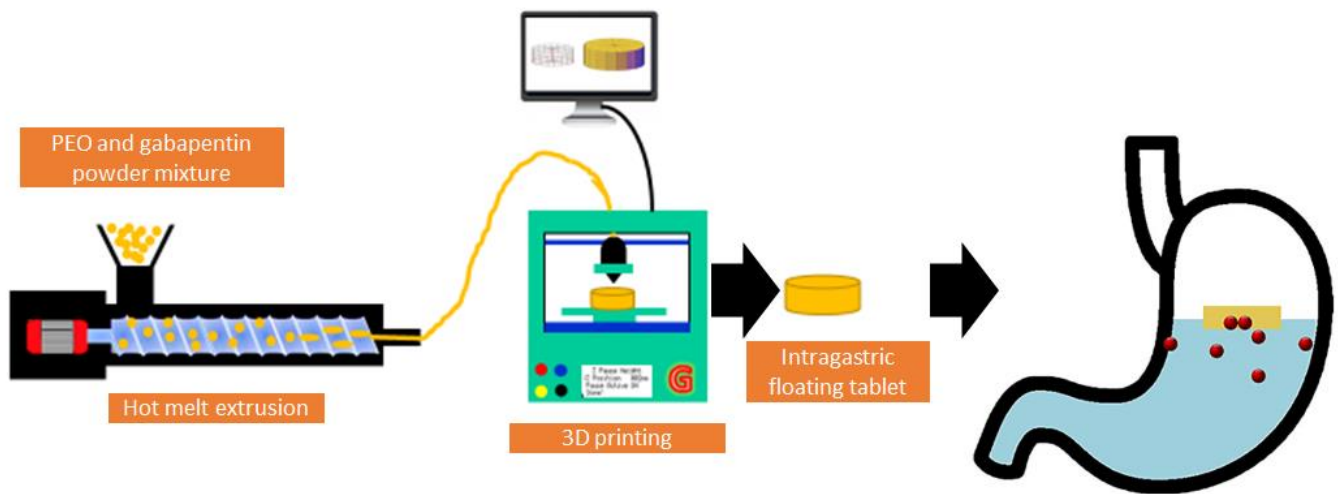 PEO and gabapentin
powder mixture
Hot melt extrusion
3D printing
G
Intragastric
floating tablet